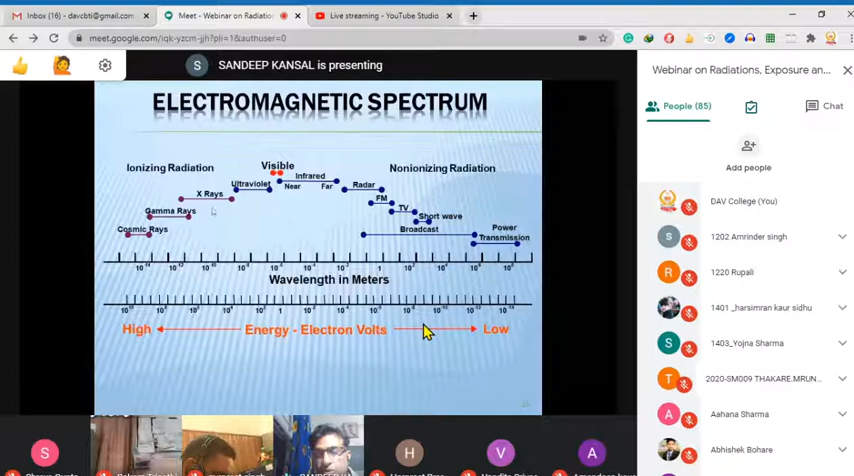 Inbox (16) - davcbti@gmail.com
Meet - Webinar on Radiation
Live streaming - YouTube Studio
meet.google.com/iqk-yzcm-jjh?pli=1&authuser=0
S SANDEEP KANSAL is presenting
Webinar on Radiations, Exposure an...
People (85)
Chat
Add people
DAV College (You)
S 1202 Amrinder singh
R 1220 Rupali
1401 _harsimran kaur sidhu
S 1403_Yojna Sharma
T 2020-SM009 THAKARE.MRUN...
A Aahana Sharma
Abhishek Bohare
ELECTROMAGNETIC SPECTRUM
Ionizing Radiation
Visible
Nonionizing Radiation
Infrared
Near Far
Ultraviolet
Radar
X Rays
FM
TV
Gamma Rays
Short wave
Cosmic Rays
Broadcast
Power
Transmission
Wavelength in Meters
High
Energy - Electron Volts
Low
S
H
V
A